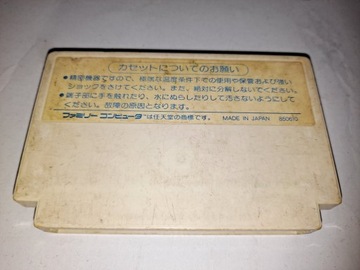 (カセットについてのお願い)
●精密機器ですので、極端な温度条件下での使用や保管および強い
ショックをさけてください。また、絶対に分解しないでください。
●端子部に手を触れたり、水にぬらしたりして汚さないようにして
ください。故障の原因となります。
ファミリーコンピュータ™は任天堂の商標です。 MADE IN JAPAN